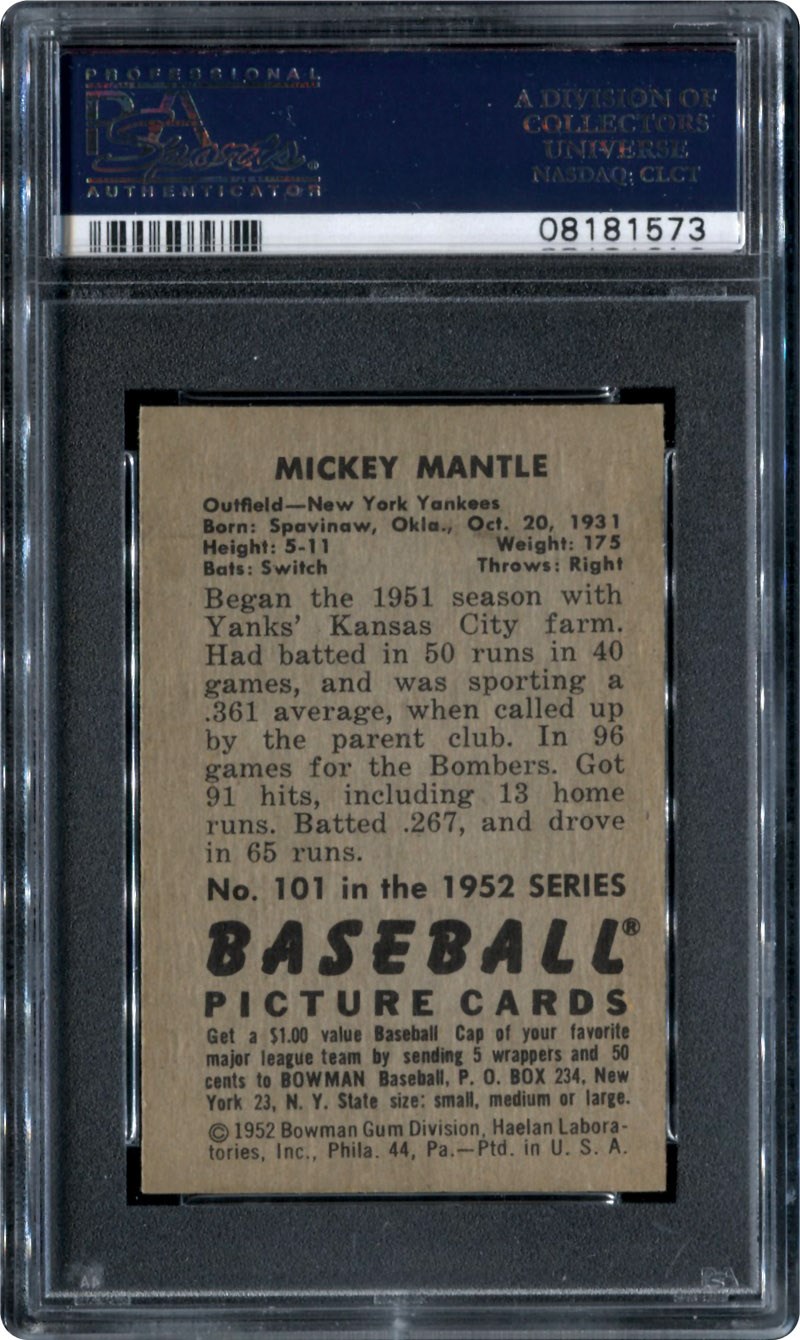 PROFESSIONAL
PSA
Sports®
AUTHENTICATOR
A DIVISION OF
COLLECTORS
UNIVERSE
NASDAQ: CLCT
08181573
MICKEY MANTLE
Outfield—New York Yankees
Born: Spavinaw, Okla., Oct. 20, 1931
Height: 5-11 Weight: 175
Bats: Switch Throws: Right
Began the 1951 season with
Yanks' Kansas City farm.
Had batted in 50 runs in 40
games, and was sporting a
.361 average, when called up
by the parent club. In 96
games for the Bombers. Got
91 hits, including 13 home
runs. Batted .267, and drove
in 65 runs.
No. 101 in the 1952 SERIES
BASEBALL®
PICTURE CARDS
Get a $1.00 value Baseball Cap of your favorite
major league team by sending 5 wrappers and 50
cents to BOWMAN Baseball, P. O. BOX 234, New
York 23, N. Y. State size: small, medium or large.
© 1952 Bowman Gum Division, Haelan Labora-
tories, Inc., Phila. 44, Pa.—Ptd. in U. S. A.